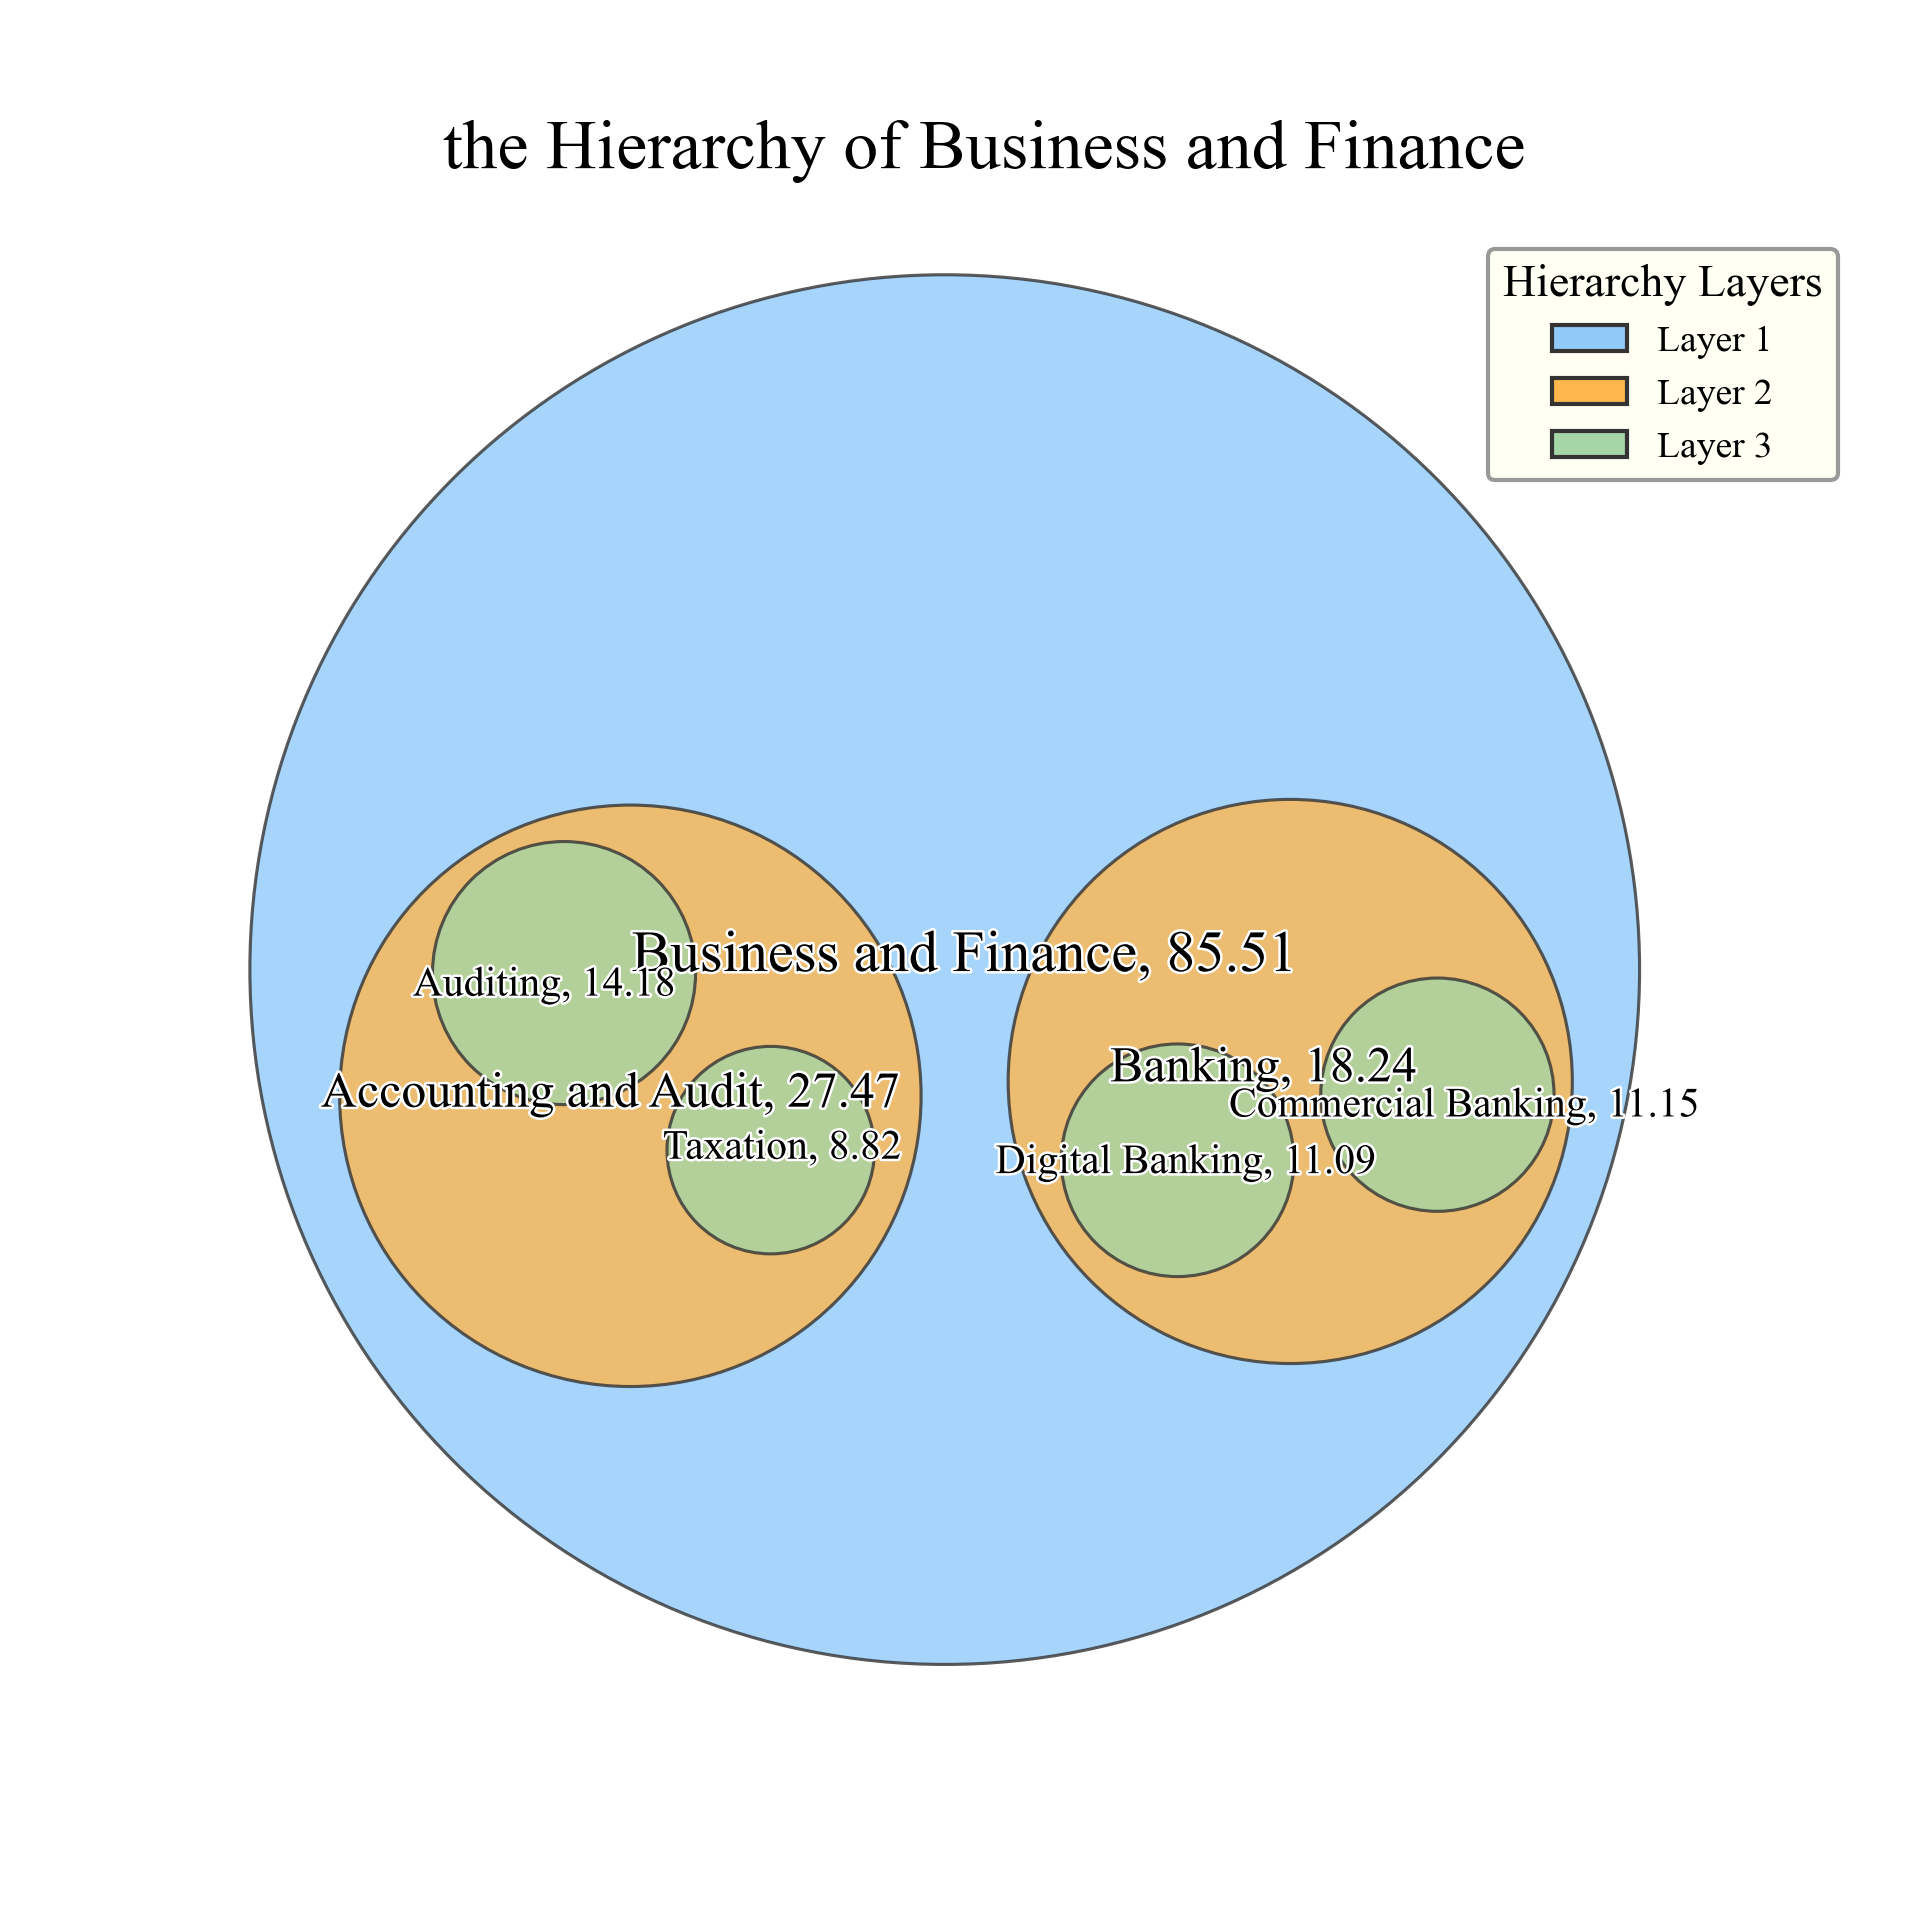 the Hierarchy of Business and Finance
Hierarchy Layers
Layer 1
Layer 2
Layer 3
Business and Finance, 85.51
Auditing, 14.18
Banking, 18.24
Accounting and Audit, 27.47
Commercial Banking, 11.15
Taxation, 8.82
Digital Banking, 11.09